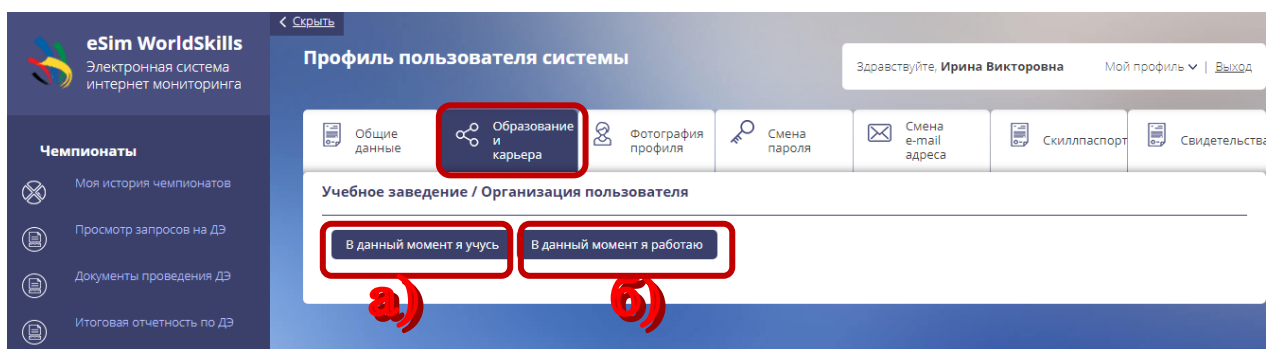 Скрыть
eSim WorldSkills
Электронная система
интернет мониторинга
Профиль пользователя системы
Здравствуйте, Ирина Викторовна
Мой профиль | Выход
Чемпионаты
Моя история чемпионатов
Просмотр запросов на ДЭ
Документы проведения ДЭ
Итоговая отчетность по ДЭ
Общие
данные
Образование
и
карьера
Фотография
профиля
Смена
пароля
Смена
e-mail
адреса
Скиллпаспорт
Свидетельства
Учебное заведение / Организация пользователя
В данный момент я учусь
В данный момент я работаю
а)
б)